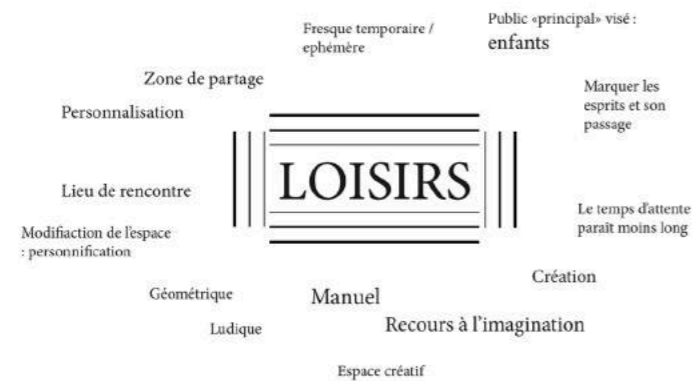 Fresque temporaire /
ephémère
Public «principal» visé :
enfants
Zone de partage
Marquer les
esprits et son
passage
Personnalisation
LOISIRS
Lieu de rencontre
Le temps d'attente
paraît moins long
Modifiaction de l'espace
: personnification
Création
Géométrique
Manuel
Ludique
Recours à l'imagination
Espace créatif